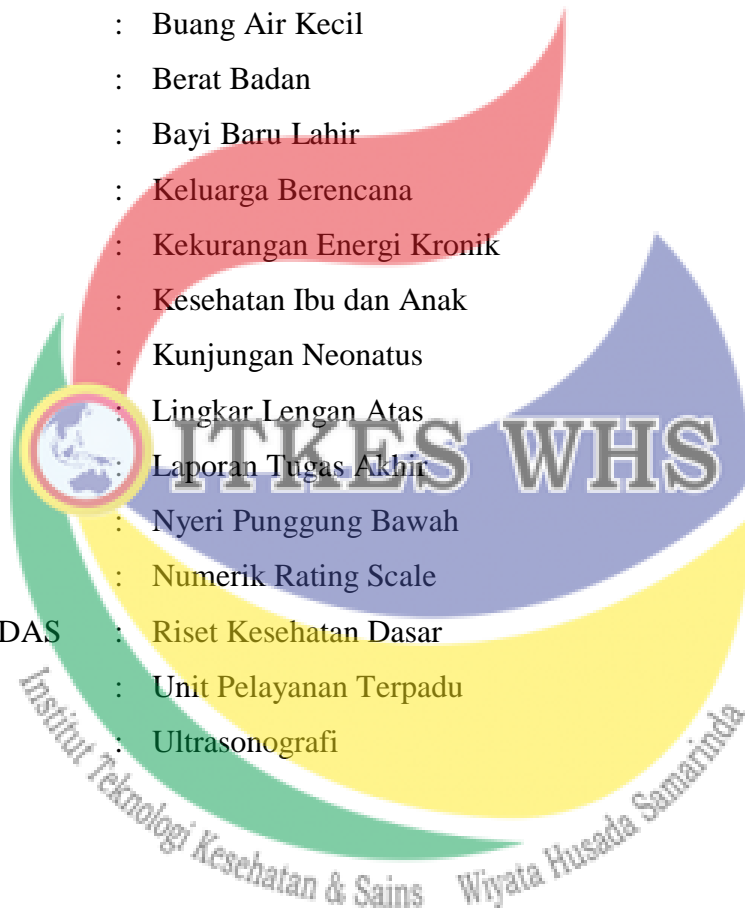 : Buang Air Kecil
: Berat Badan
: Bayi Baru Lahir
: Keluarga Berencana
: Kekurangan Energi Kronik
: Kesehatan Ibu dan Anak
: Kunjungan Neonatus
: Lingkar Lengan Atas
ITKES WHS
: Laporan Tugas Akhir
: Nyeri Punggung Bawah
: Numerik Rating Scale
DAS : Riset Kesehatan Dasar
: Unit Pelayanan Terpadu
: Ultrasonografi
Institut Teknologi Kesehatan & Sains Wiyata Husada Samarinda